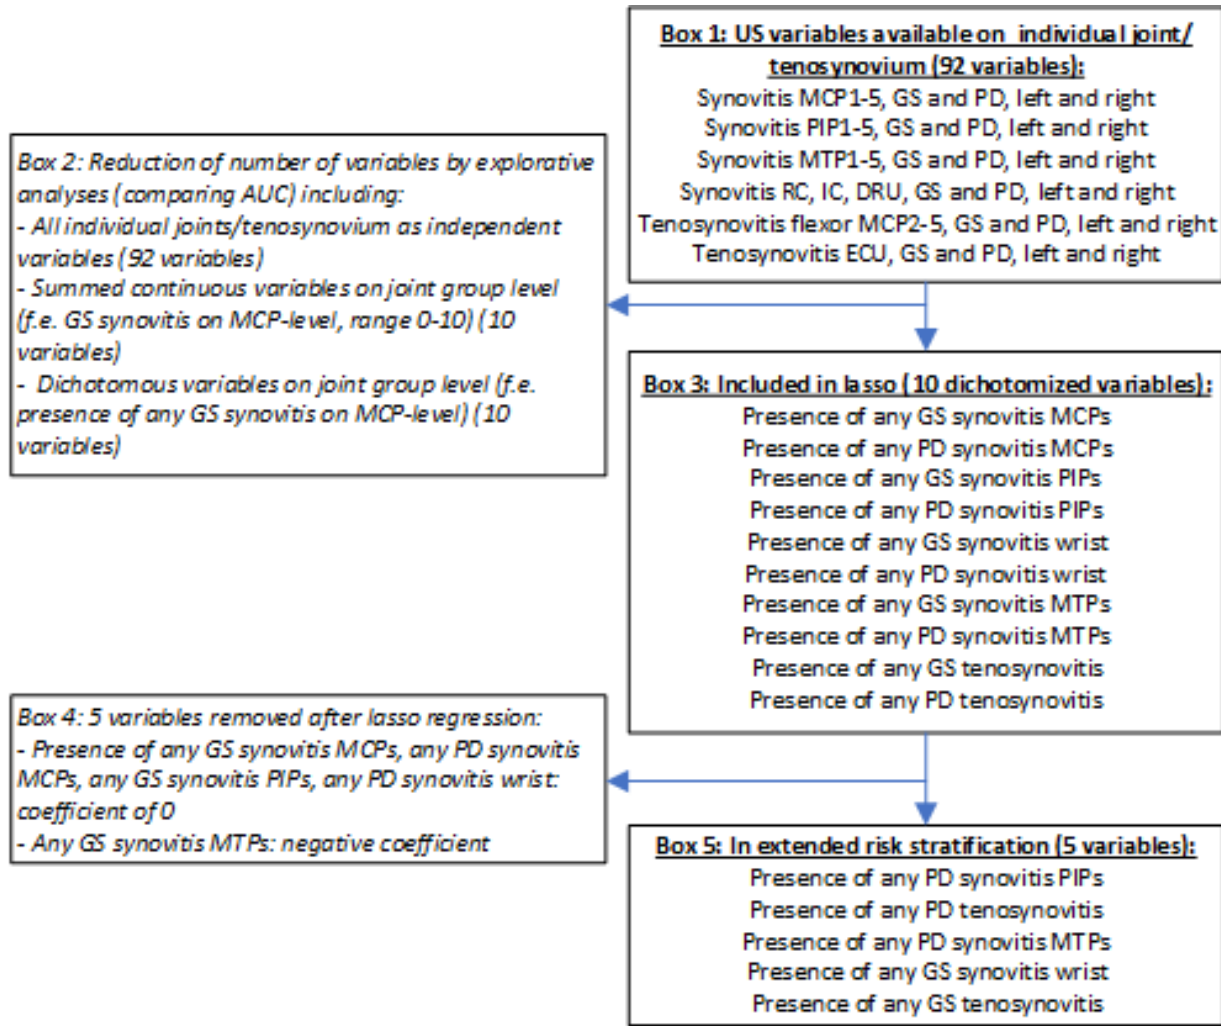 Box 1: US variables available on individual joint/
tenosynovium (92 variables):
Synovitis MCP1-5, GS and PD, left and right
Synovitis PIP1-5, GS and PD, left and right
Synovitis MTP1-5, GS and PD, left and right
Synovitis RC, IC, DRU, GS and PD, left and right
Tenosynovitis flexor MCP2-5, GS and PD, left and right
Tenosynovitis ECU, GS and PD, left and right
Box 2: Reduction of number of variables by explorative
analyses (comparing AUC) including:
- All individual joints/tenosynovium as independent
variables (92 variables)
- Summed continuous variables on joint group level
(f.e. GS synovitis on MCP-level, range 0-10) (10
variables)
- Dichotomous variables on joint group level (f.e.
presence of any GS synovitis on MCP-level) (10
variables)
Box 3: Included in lasso (10 dichotomized variables):
Presence of any GS synovitis MCPs
Presence of any PD synovitis MCPs
Presence of any GS synovitis PIPs
Presence of any PD synovitis PIPs
Presence of any GS synovitis wrist
Presence of any PD synovitis wrist
Presence of any GS synovitis MTPs
Presence of any PD synovitis MTPs
Presence of any GS tenosynovitis
Presence of any PD tenosynovitis
Box 4: 5 variables removed after lasso regression:
- Presence of any GS synovitis MCPs, any PD synovitis
MCPs, any GS synovitis PIPs, any PD synovitis wrist:
coefficient of 0
- Any GS synovitis MTPs: negative coefficient
Box 5: In extended risk stratification (5 variables):
Presence of any PD synovitis PIPs
Presence of any PD tenosynovitis
Presence of any PD synovitis MTPs
Presence of any GS synovitis wrist
Presence of any GS tenosynovitis